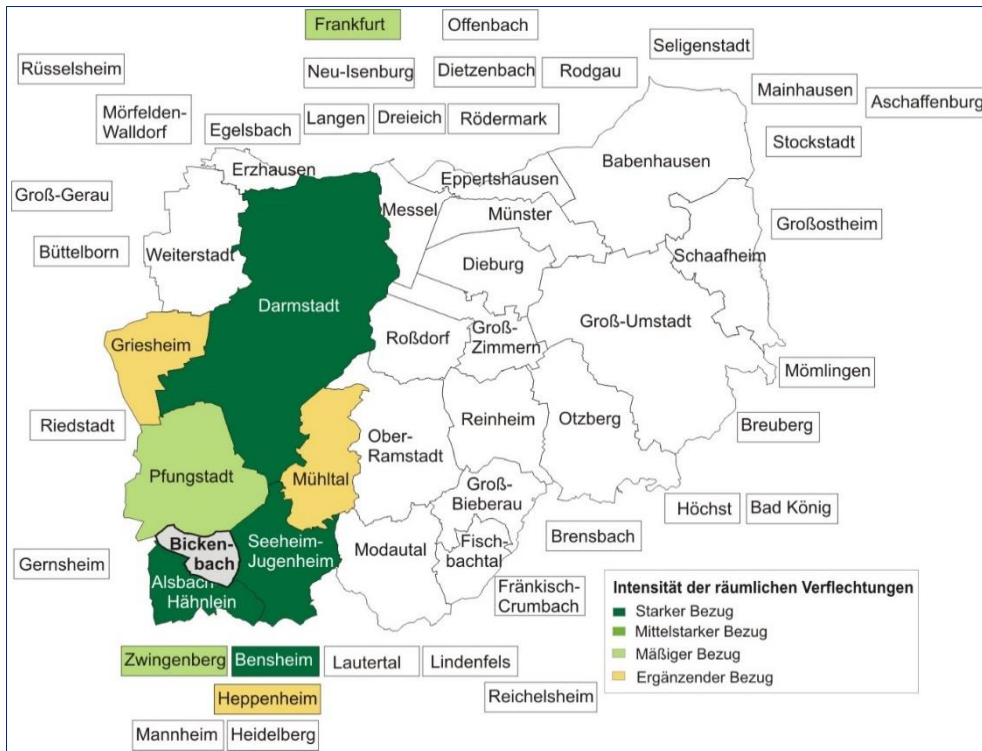 Frankfurt
Offenbach
Seligenstadt
Rüsselsheim
Neu-Isenburg
Dietzenbach
Rodgau
Mainhausen
Aschaffenburg
Mörfelden-
Walldorf
Egelsbach
Langen
Dreieich
Rödermark
Stockstadt
Erzhausen
Babenhausen
Eppertshausen
Groß-Gerau
Messel
Münster
Großostheim
Büttelborn
Weiterstadt
Dieburg
Schaafheim
Darmstadt
Groß-Umstadt
Griesheim
Roßdorf
Groß-
Zimmern
Mömlingen
Riedstadt
Ober-
Ramstadt
Reinheim
Otzberg
Breuberg
Pfungstadt
Mühltal
Groß-
Bieberau
Höchst
Bad König
Gernsheim
Bicken-
bach
Seeheim-
Jugenheim
Modautal
Fisch-
bachtal
Brensbach
Alsbach-
Hähnlein
Fränkisch-
Crumbach
Intensität der räumlichen Verflechtungen
Starker Bezug
Mittelstarker Bezug
Mäßiger Bezug
Ergänzender Bezug
Zwingenberg
Bensheim
Lautertal
Lindenfels
Heppenheim
Reichelsheim
Mannheim
Heidelberg